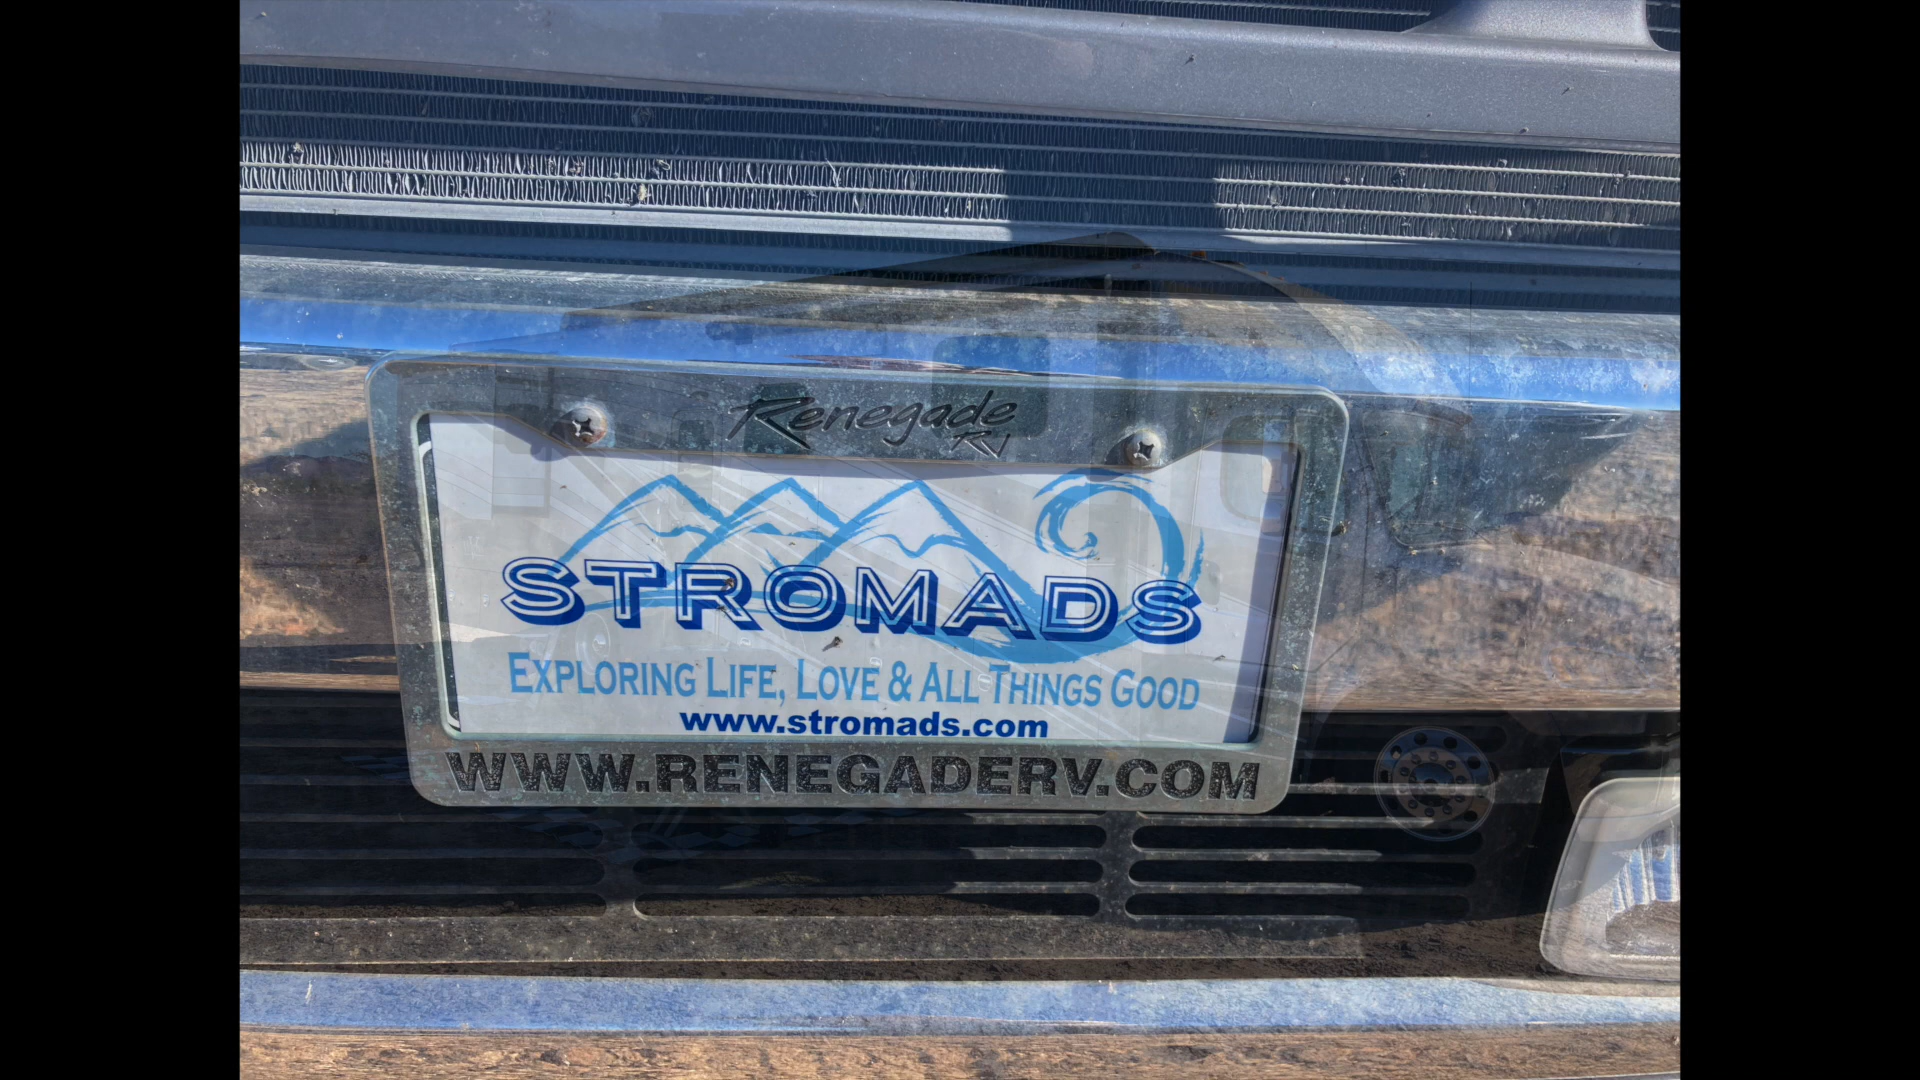 Renegade
RV
STROMADS
EXPLORING LIFE, LOVE & ALL THINGS GOOD
www.stromads.com
WWW.RENEGADERV.COM